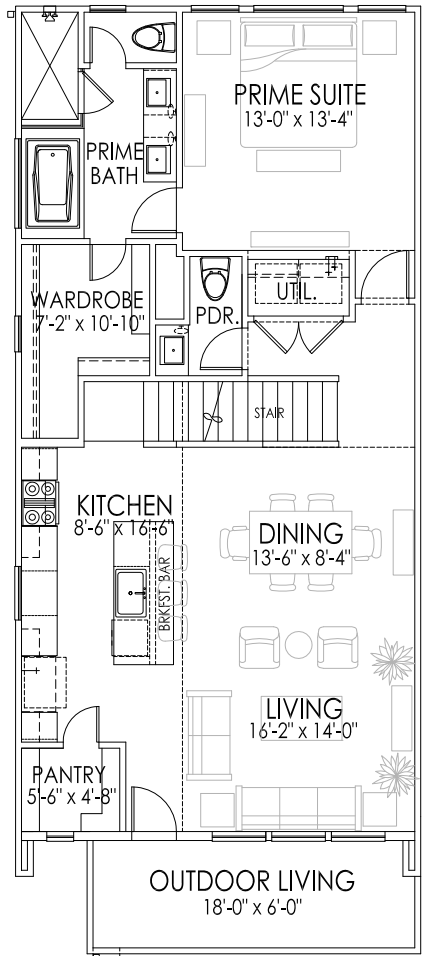 PRIME SUITE
13'-0" x 13'-4"
PRIME
BATH
WARDROBE
7'-2" x 10'-10"
PDR.
UTIL.
STAIR
KITCHEN
8'-6" x 16'-6"
BRKFST. BAR
DINING
13'-6" x 8'-4"
LIVING
16'-2" x 14'-0"
PANTRY
5'-6" x 4'-8"
OUTDOOR LIVING
18'-0" x 6'-0"